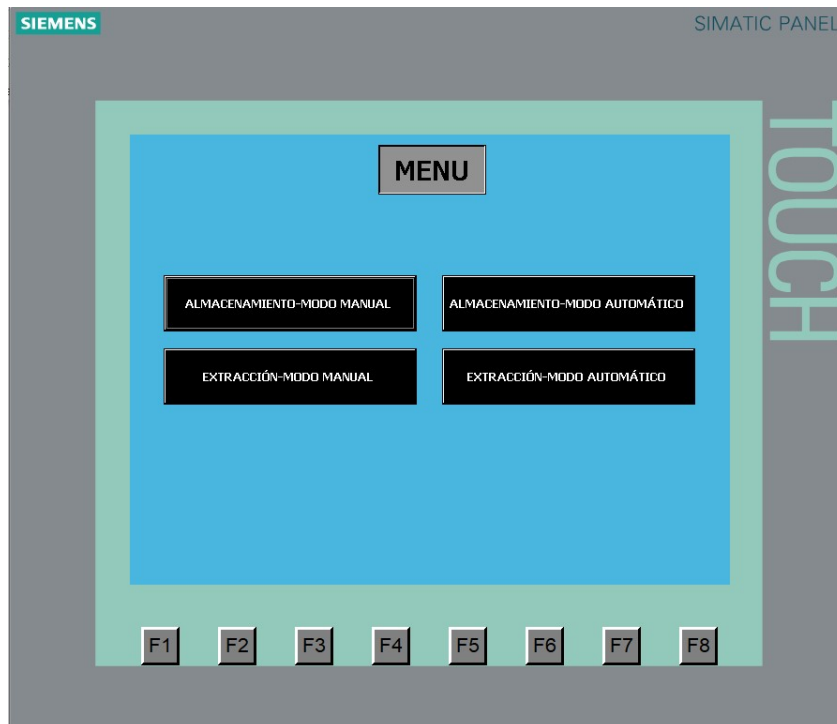 SIEMENS
SIMATIC PANEL
TOUCH
MENU
ALMACENAMIENTO-MODO MANUAL
ALMACENAMIENTO-MODO AUTOMÁTICO
EXTRACCIÓN-MODO MANUAL
EXTRACCIÓN-MODO AUTOMÁTICO
F1 F2 F3 F4 F5 F6 F7 F8